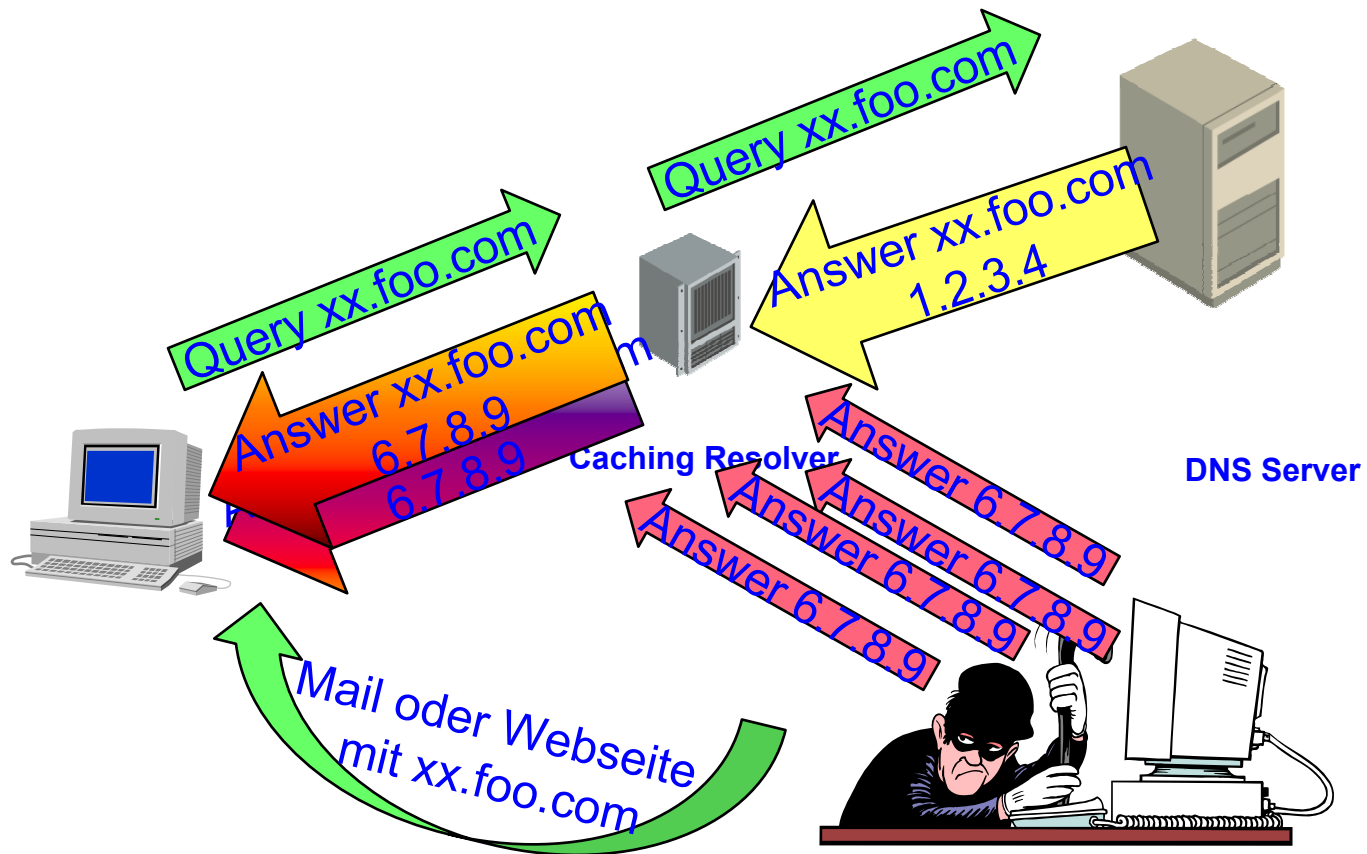 Query xx.foo.com
Query xx.foo.com
Answer xx.foo.com
1.2.3.4
Answer xx.foo.com
6.7.8.9
6.7.8.9
Caching Resolver
DNS Server
Answer 6.7.8.9
Answer 6.7.8.9
Answer 6.7.8.9
Answer 6.7.8.9
Mail oder Webseite
mit xx.foo.com